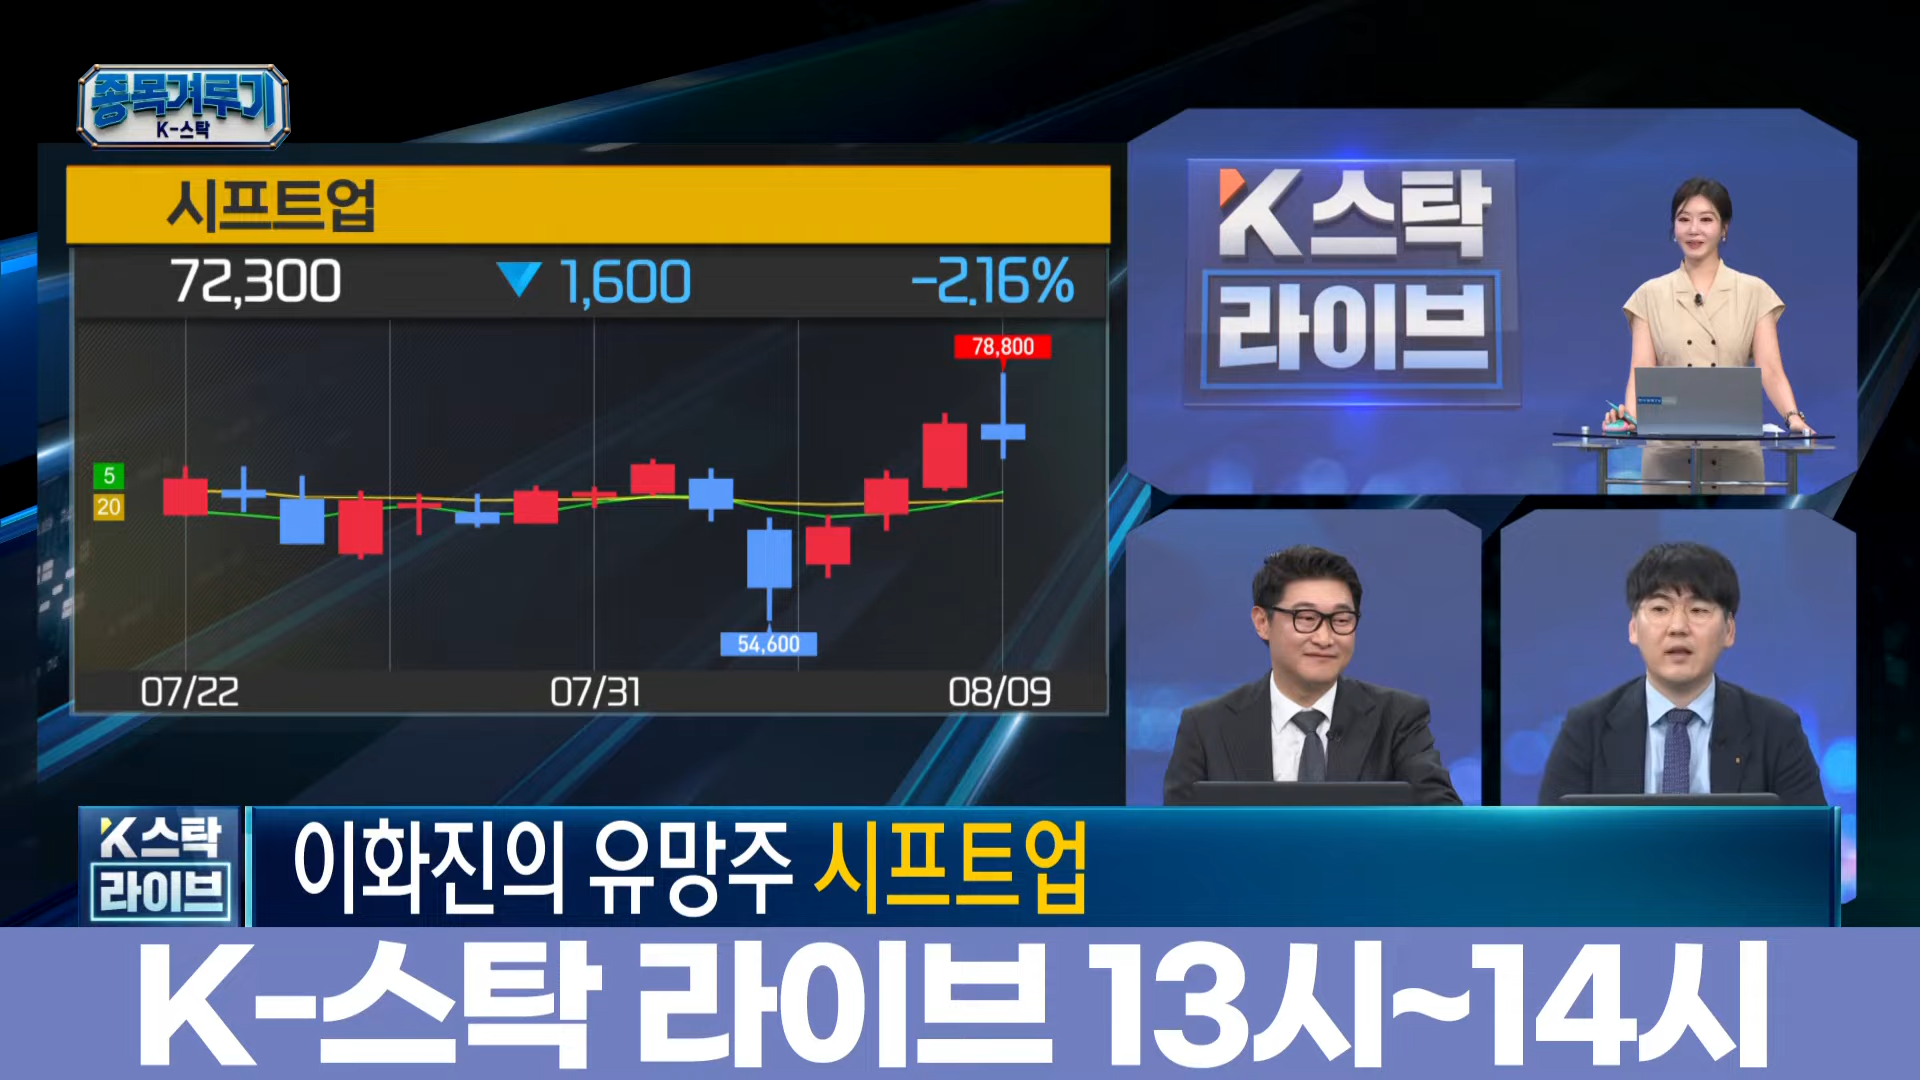 종목겨루기
K-스탁
시프트업
72,300 ▼ 1,600 -2.16%
78,800
5
20
54,600
07/22 07/31 08/09
K스탁
라이브
K스탁
라이브
이화진의 유망주 시프트업
K-스탁 라이브 13시~14시